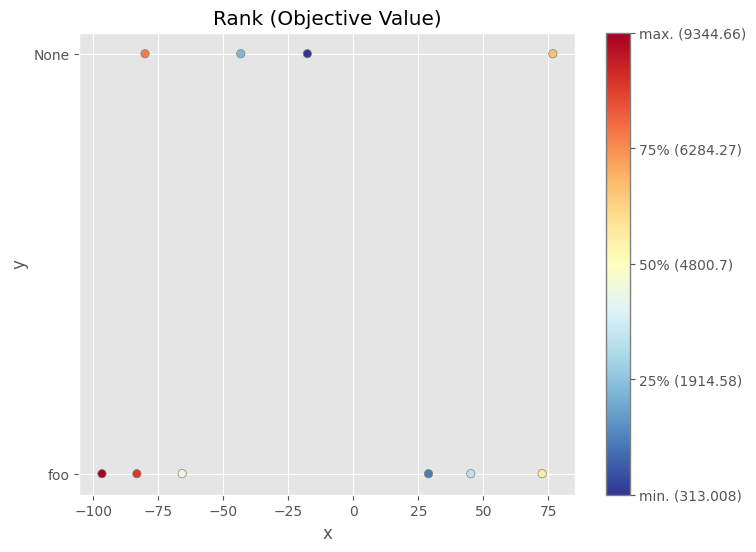 Rank (Objective Value)
None
foo
y
−100
−75
−50
−25
0
25
50
75
x
max. (9344.66)
75% (6284.27)
50% (4800.7)
25% (1914.58)
min. (313.008)